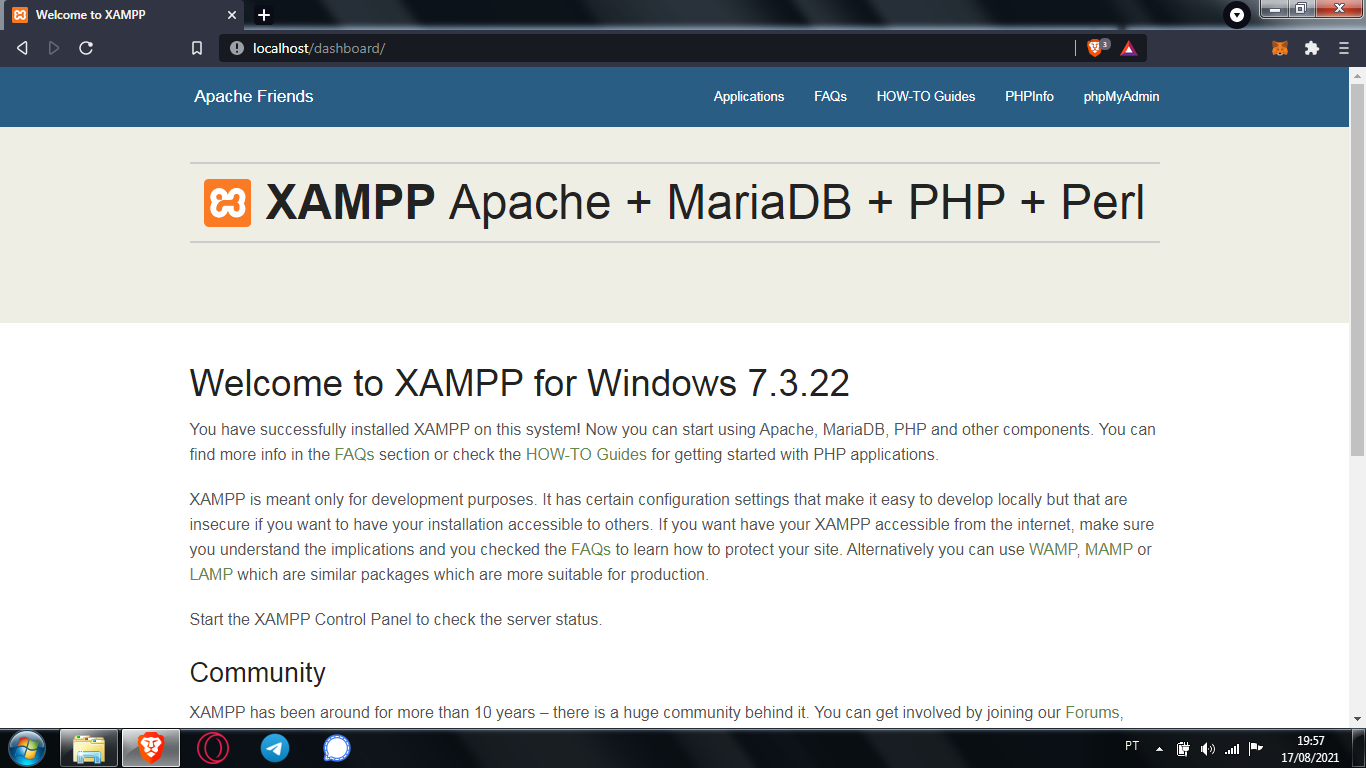 Welcome to XAMPP
localhost/dashboard/
3
Apache Friends
Applications FAQs HOW-TO Guides PHPInfo phpMyAdmin
XAMPP Apache + MariaDB + PHP + Perl
Welcome to XAMPP for Windows 7.3.22
You have successfully installed XAMPP on this system! Now you can start using Apache, MariaDB, PHP and other components. You can
find more info in the FAQs section or check the HOW-TO Guides for getting started with PHP applications.
XAMPP is meant only for development purposes. It has certain configuration settings that make it easy to develop locally but that are
insecure if you want to have your installation accessible to others. If you want have your XAMPP accessible from the internet, make sure
you understand the implications and you checked the FAQs to learn how to protect your site. Alternatively you can use WAMP, MAMP or
LAMP which are similar packages which are more suitable for production.
Start the XAMPP Control Panel to check the server status.
Community
XAMPP has been around for more than 10 years – there is a huge community behind it. You can get involved by joining our Forums,
PT
19:57
17/08/2021